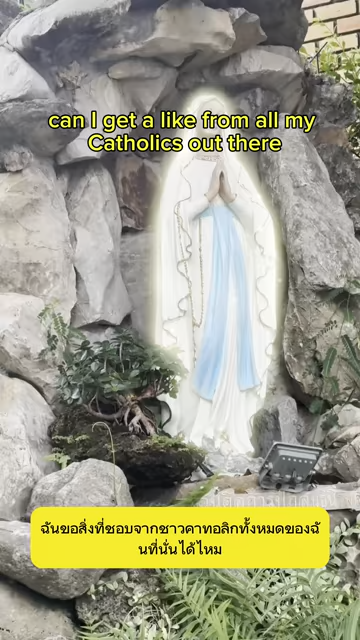 can I get a like from all my
Catholics out there
ฉันขอสิ่งที่ชอบจากชาวคาทอลิกทั้งหมดของฉั
นที่นั่นได้ไหม